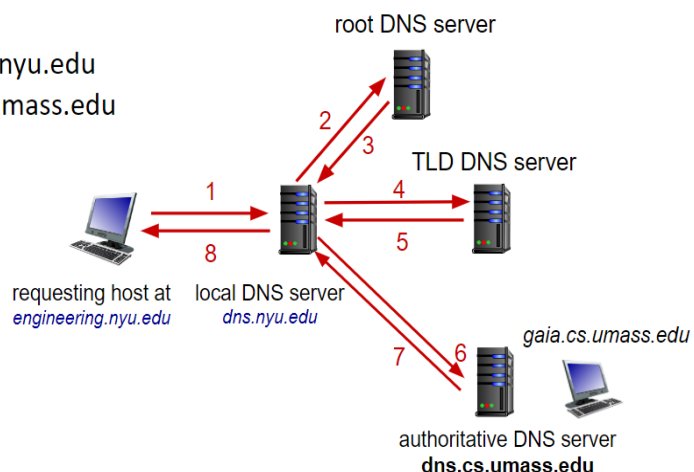 root DNS server
nyu.edu
mass.edu
2
3
TLD DNS server
1
4
8
5
requesting host at
engineering.nyu.edu
local DNS server
dns.nyu.edu
gaia.cs.umass.edu
6
7
authoritative DNS server
dns.cs.umass.edu